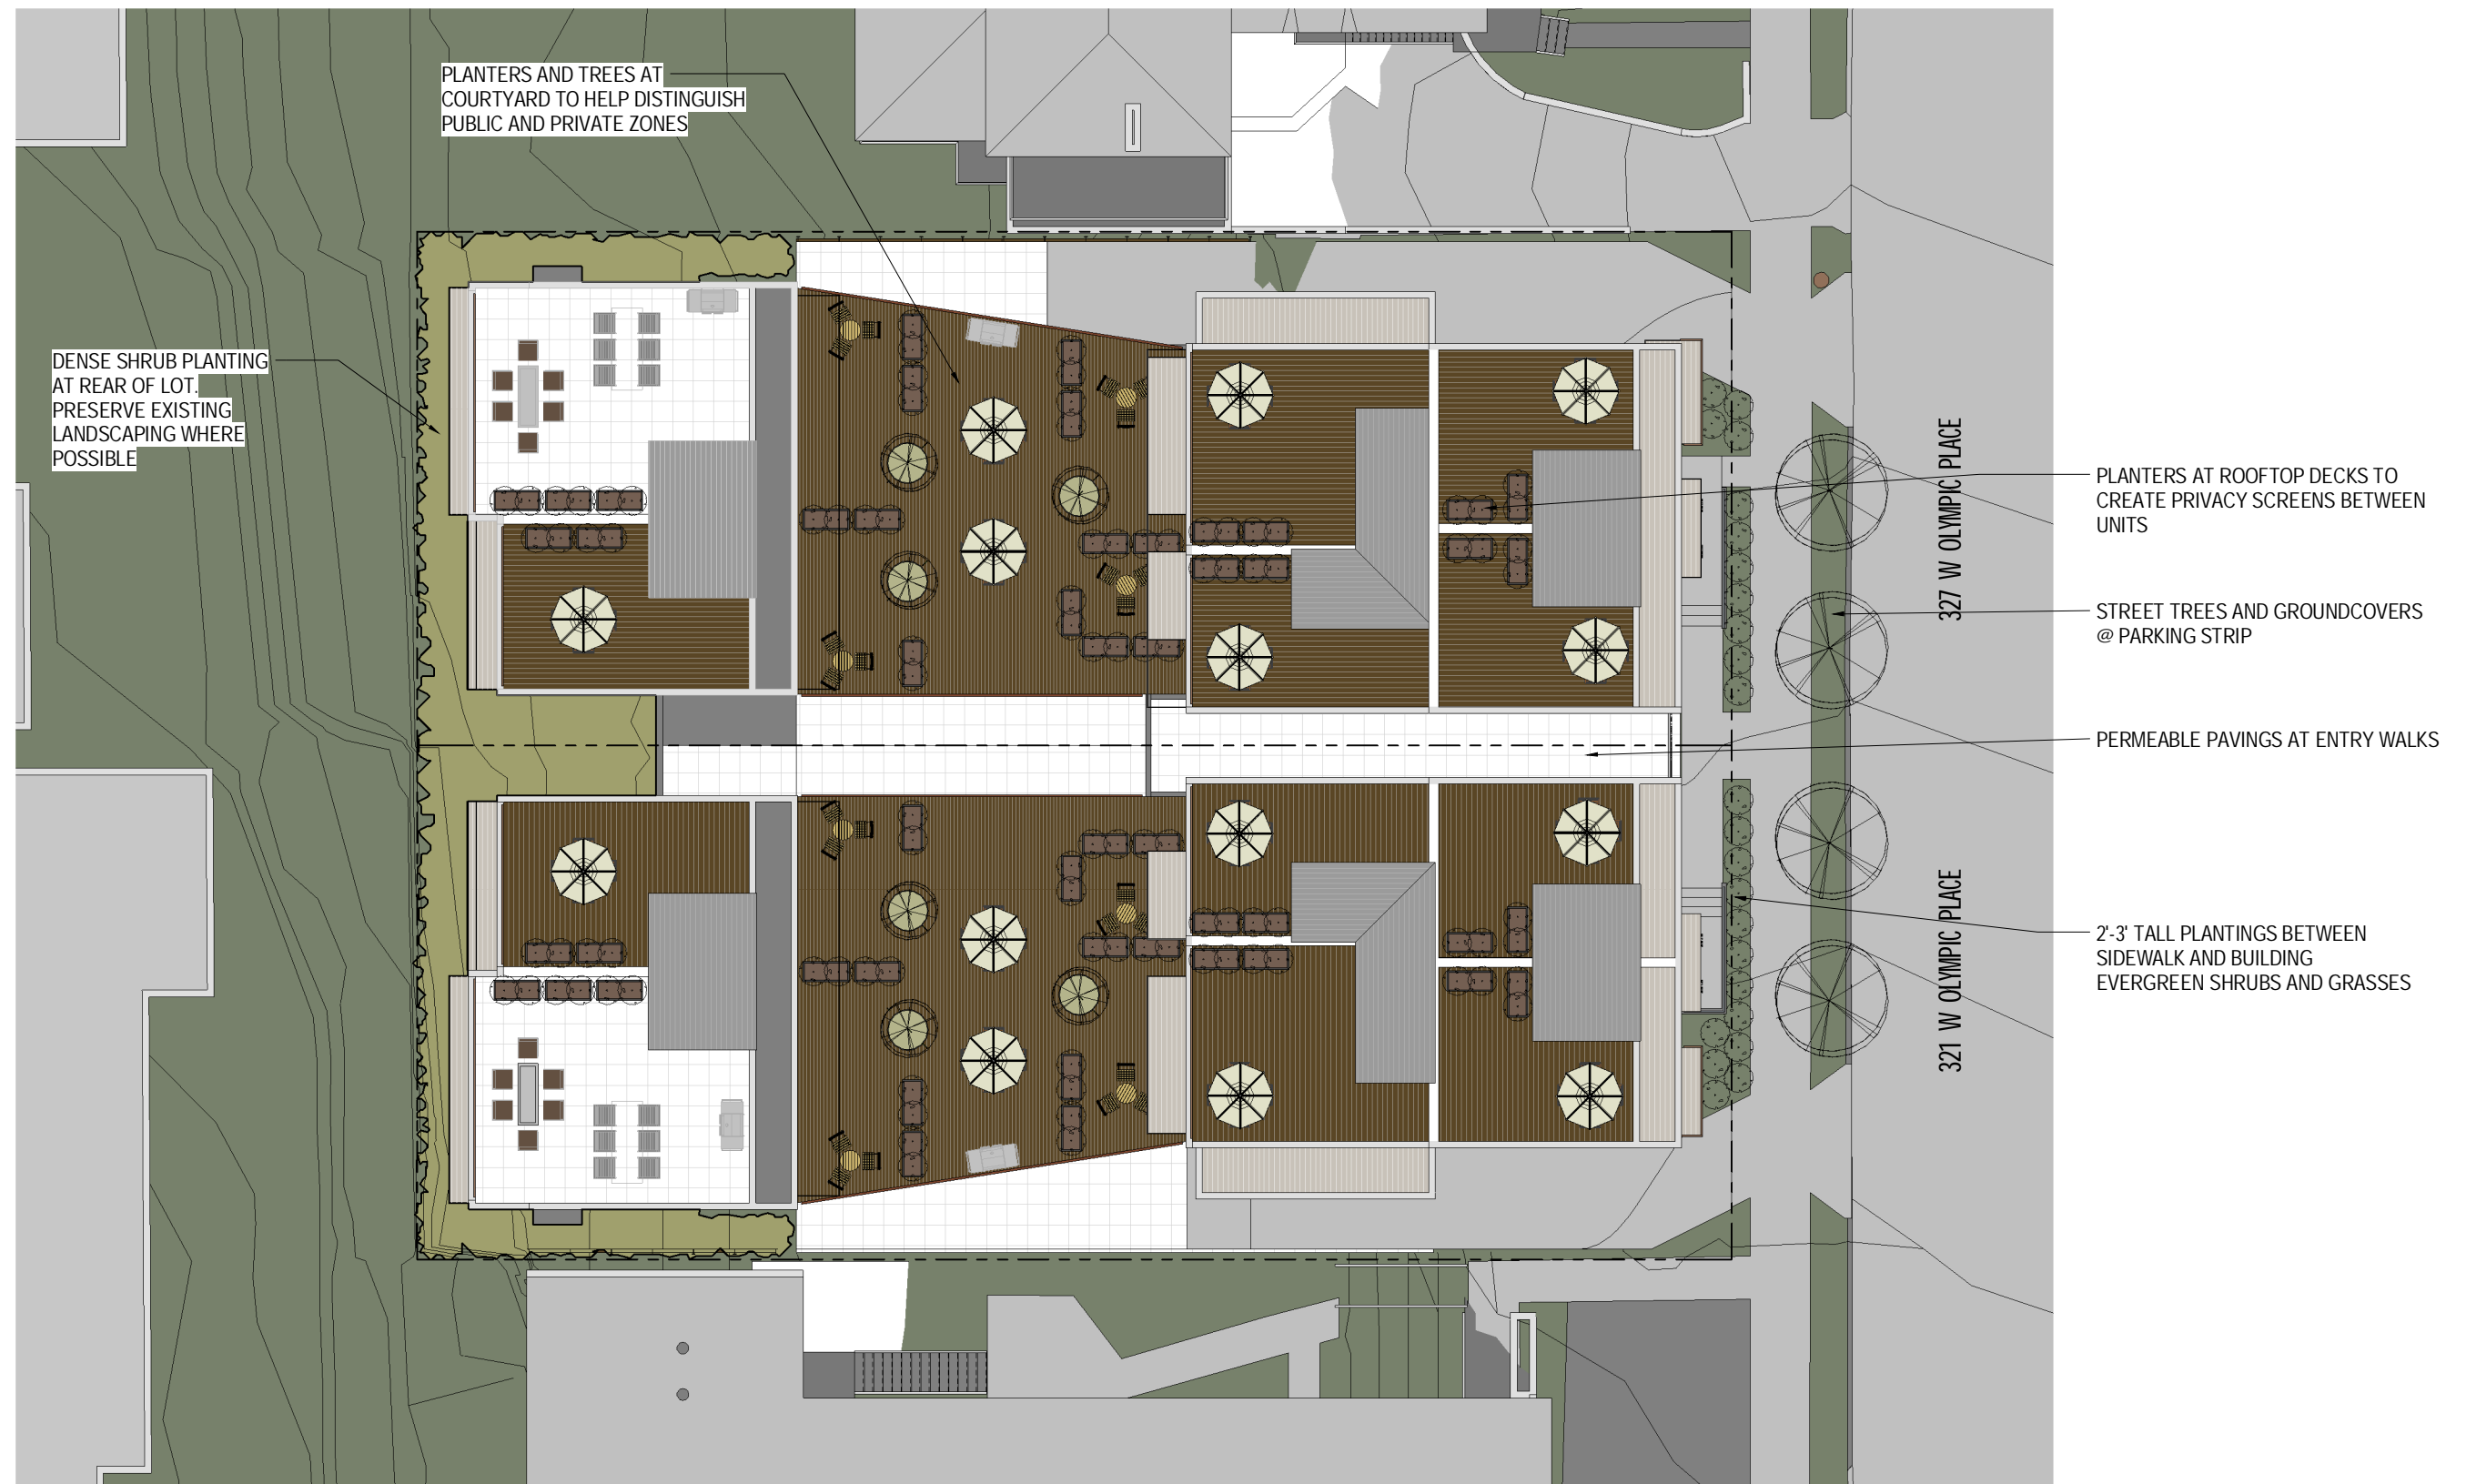 PLANTERS AND TREES AT
COURTYARD TO HELP DISTINGUISH
PUBLIC AND PRIVATE ZONES
DENSE SHRUB PLANTING
AT REAR OF LOT.
PRESERVE EXISTING
LANDSCAPING WHERE
POSSIBLE
327 W OLYMPIC PLACE
321 W OLYMPIC PLACE
PLANTERS AT ROOFTOP DECKS TO
CREATE PRIVACY SCREENS BETWEEN
UNITS
STREET TREES AND GROUNDCOVERS
@ PARKING STRIP
PERMEABLE PAVINGS AT ENTRY WALKS
2'-3' TALL PLANTINGS BETWEEN
SIDEWALK AND BUILDING
EVERGREEN SHRUBS AND GRASSES